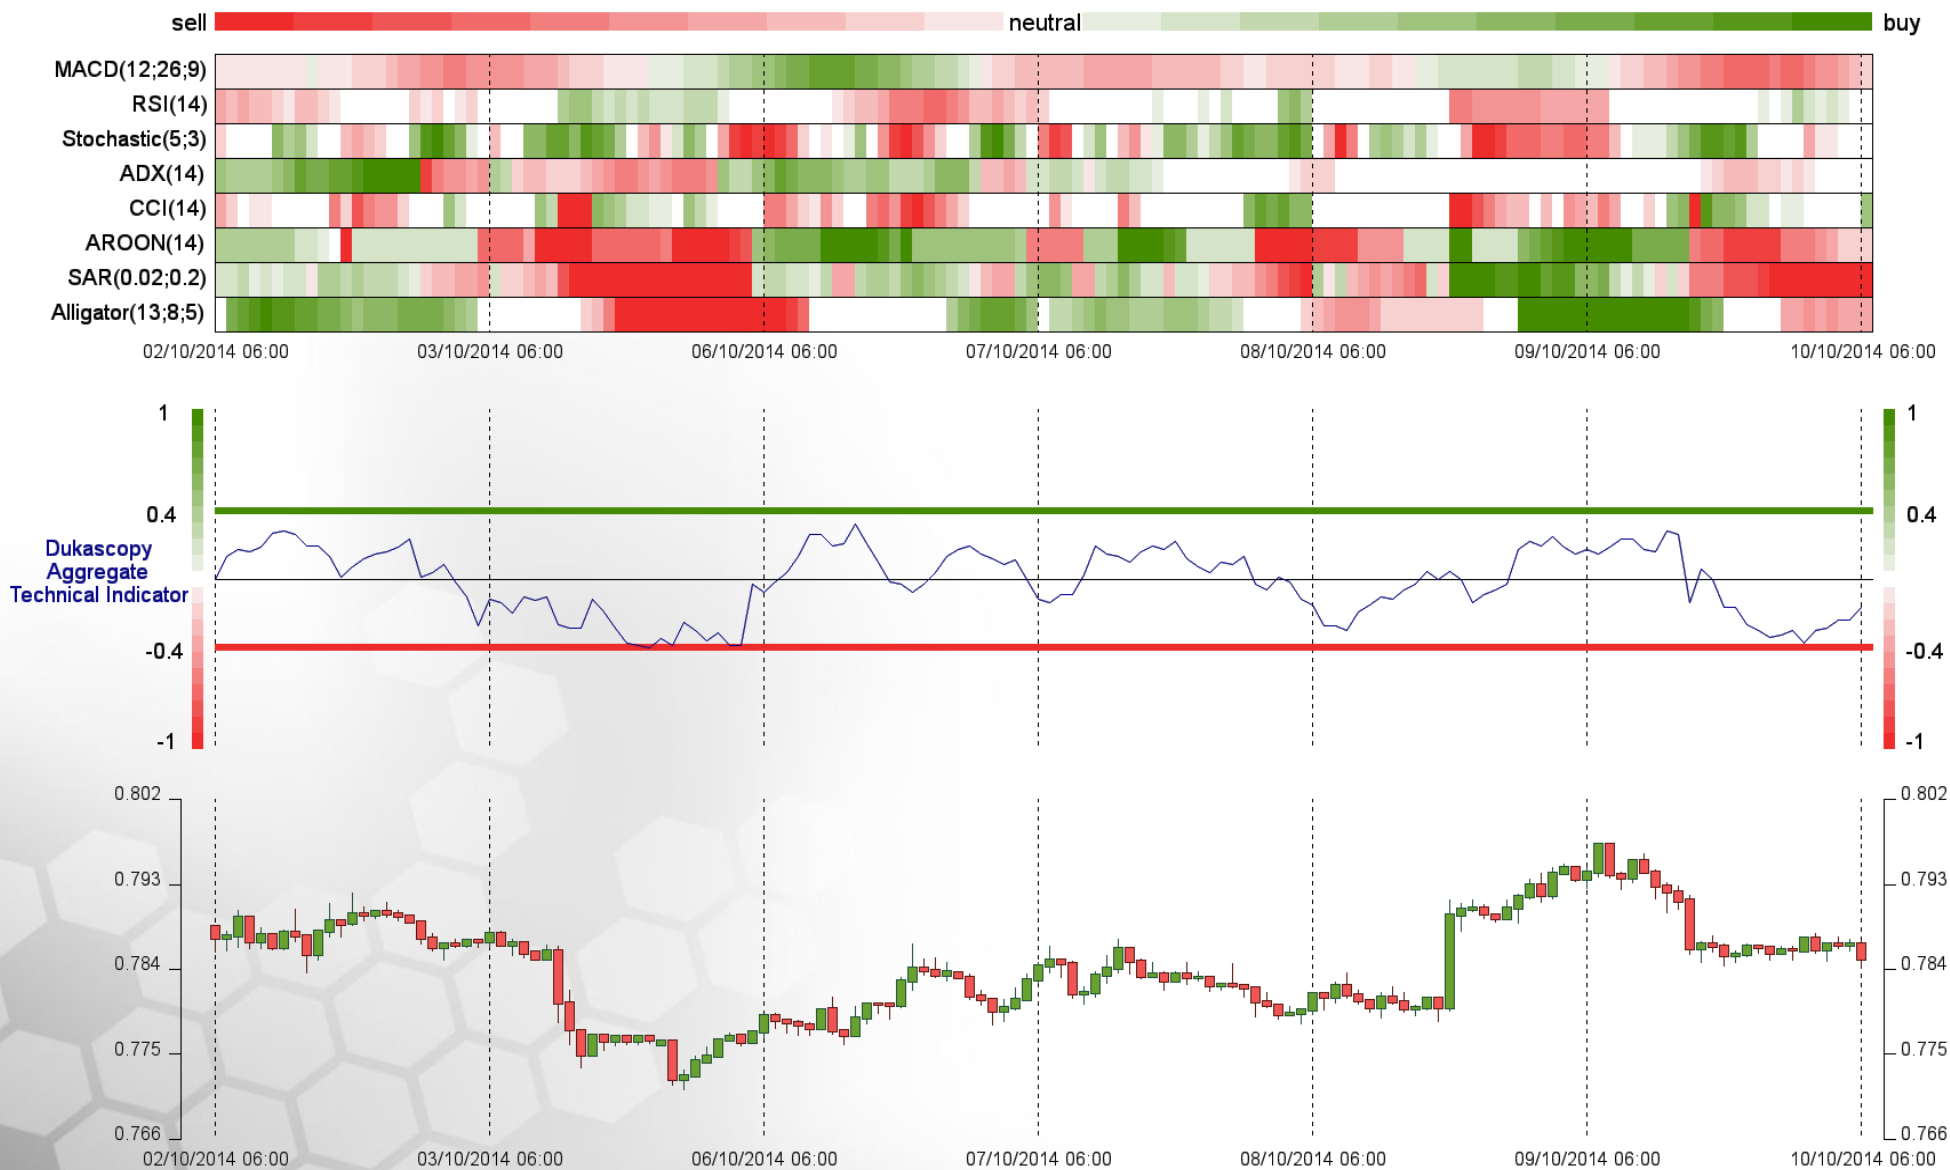 sell neutral buy
MACD(12;26;9)
RSI(14)
Stochastic(5;3)
ADX(14)
CCI(14)
AROON(14)
SAR(0.02;0.2)
Alligator(13;8;5)
02/10/2014 06:00 03/10/2014 06:00 06/10/2014 06:00 07/10/2014 06:00 08/10/2014 06:00 09/10/2014 06:00 10/10/2014 06:00
1 1
0.4 0.4
Dukascopy
Aggregate
Technical Indicator
-0.4 -0.4
-1 -1
0.802 0.802
0.793 0.793
0.784 0.784
0.775 0.775
0.766 0.766
02/10/2014 06:00 03/10/2014 06:00 06/10/2014 06:00 07/10/2014 06:00 08/10/2014 06:00 09/10/2014 06:00 10/10/2014 06:00